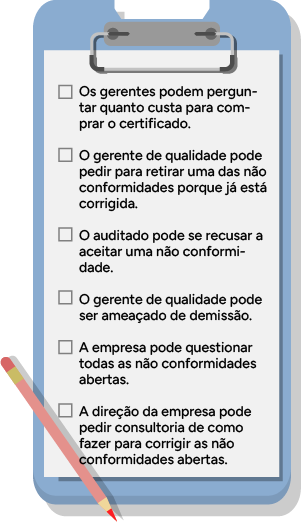 Os gerentes podem pergun-
tar quanto custa para com-
prar o certificado.
O gerente de qualidade pode
pedir para retirar uma das não
conformidades porque já está
corrigida.
O auditado pode se recusar a
aceitar uma não conformi-
dade.
O gerente de qualidade pode
ser ameaçado de demissão.
A empresa pode questionar
todas as não conformidades
abertas.
A direção da empresa pode
pedir consultoria de como
fazer para corrigir as não
conformidades abertas.